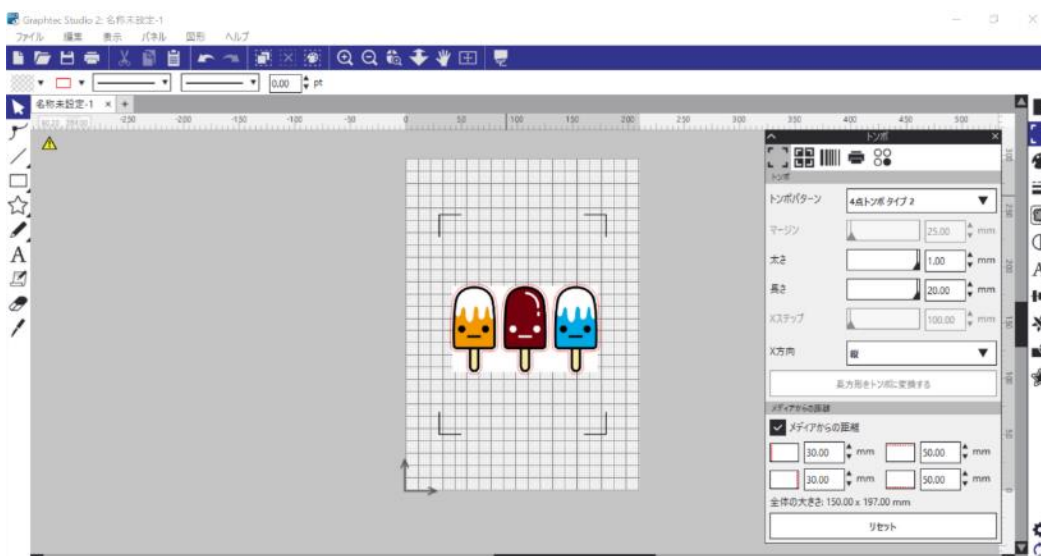 Graphtec Studio 2: 名称未設定-1
ファイル 編集 表示 パネル 図形 ヘルプ
0.00 pt
名称未設定-1 × +
-250 -200 -150 -100 -50 0 50 100 150 200 250 300 350 400 450 500
トンボ
トンボ
トンボパターン 4点トンボ タイプ 2
マージン 25.00 mm
太さ 1.00 mm
長さ 20.00 mm
Xステップ 100.00 mm
X方向 縦
長方形をトンボに変換する
メディアからの距離
メディアからの距離
30.00 mm 50.00 mm
30.00 mm 50.00 mm
全体の大きさ: 150.00 x 197.00 mm
リセット
300
250
200
150
100
50
0